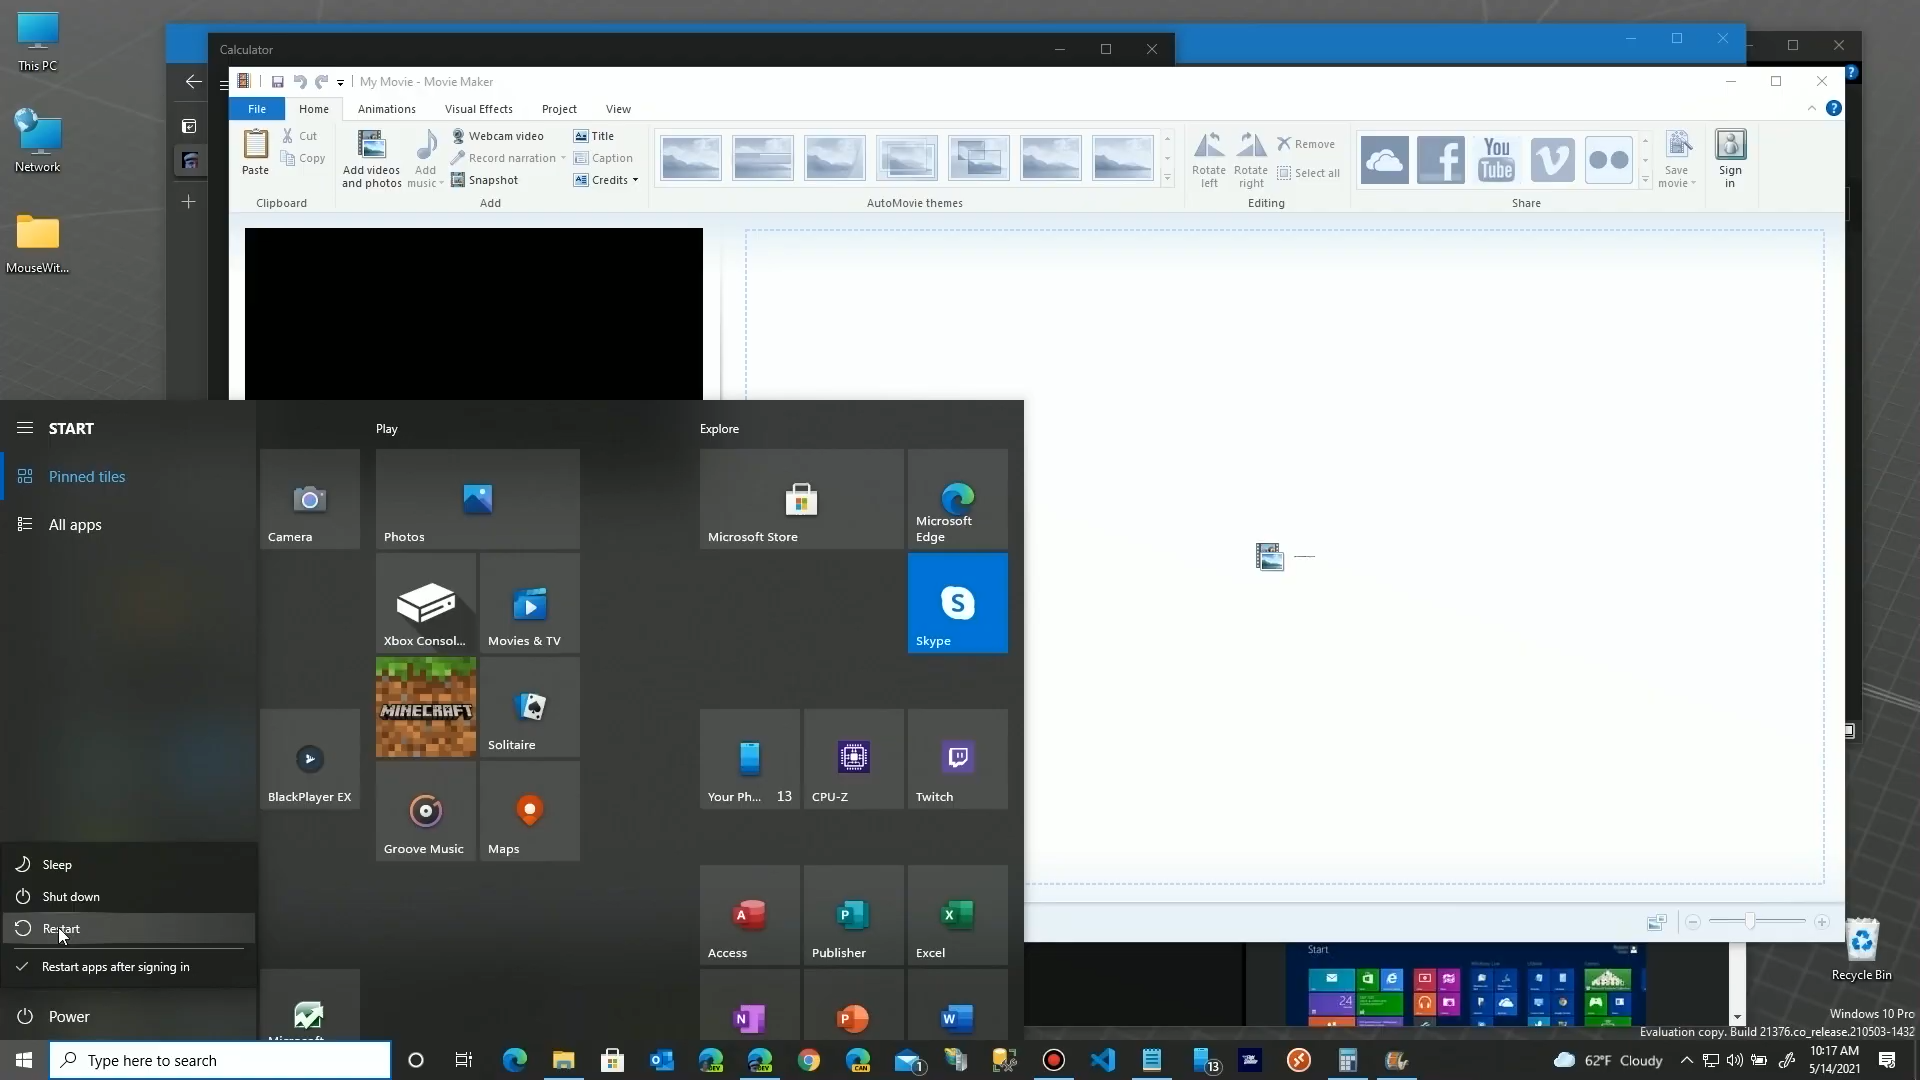 This PC
Network
MouseWit...
Calculator
My Movie - Movie Maker
File
Home
Animations
Visual Effects
Project
View
Paste
Cut
Copy
Clipboard
Add videos
and photos
Add
music
Webcam video
Record narration
Snapshot
Title
Caption
Credits
Add
AutoMovie themes
Rotate
left
Rotate
right
Remove
Select all
Editing
You
Tube
Share
Save
movie
Sign
in
START
Pinned tiles
All apps
Play
Explore
Camera
Photos
Microsoft Store
Microsoft
Edge
Xbox Consol...
Movies & TV
Skype
MINECRAFT
Solitaire
BlackPlayer EX
Your Ph...
13
CPU-Z
Twitch
Groove Music
Maps
Access
Publisher
Excel
Sleep
Shut down
Restart
Restart apps after signing in
Power
Start
24
Recycle Bin
Windows 10 Pro
Evaluation copy. Build 21376.co_release.210503-1432
Type here to search
DEV
DEV
CAN
1
13
62°F Cloudy
10:17 AM
5/14/2021